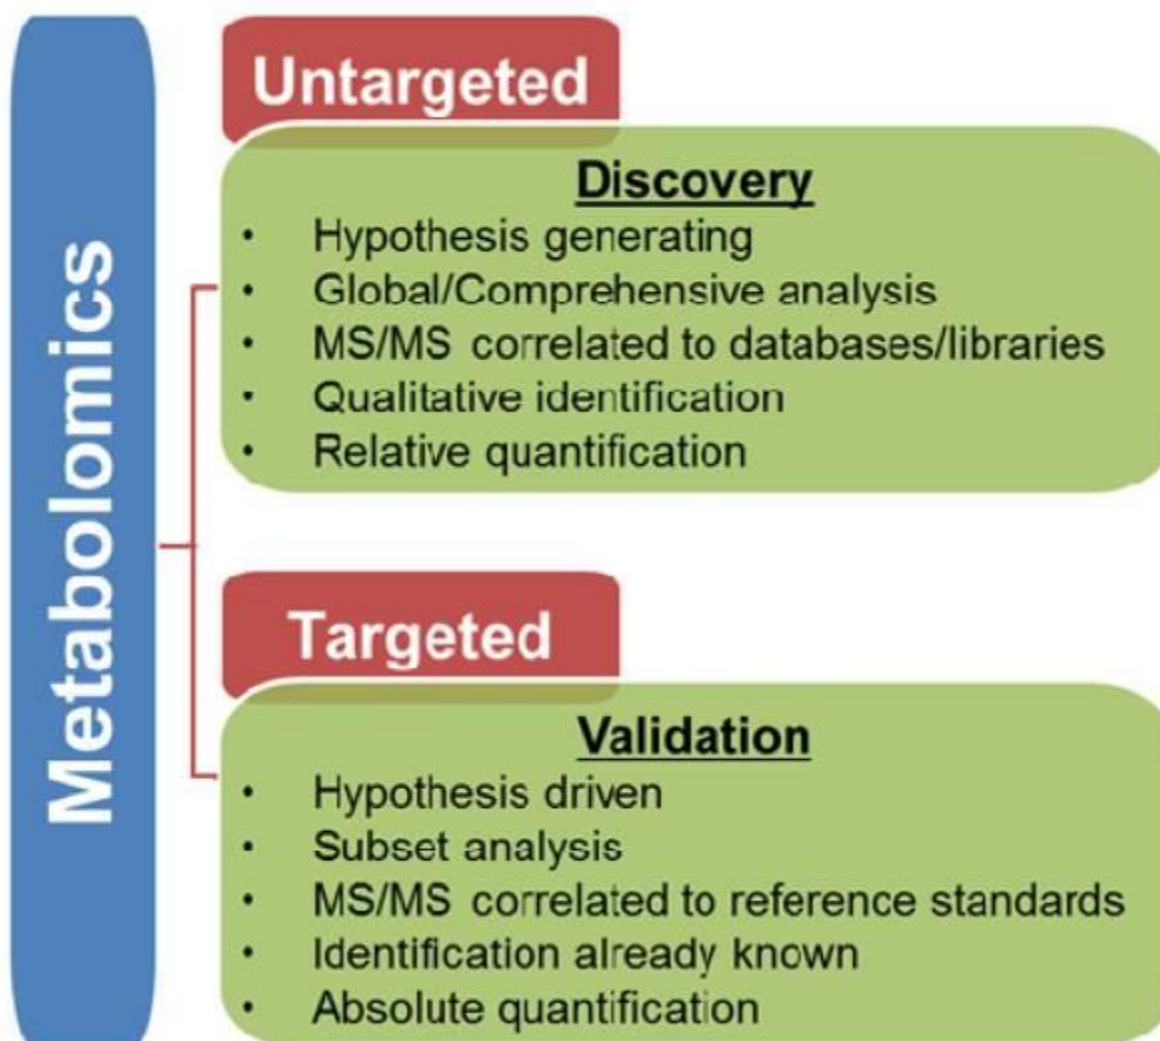 Metabolomics
Untargeted
Discovery
• Hypothesis generating
• Global/Comprehensive analysis
• MS/MS correlated to databases/libraries
• Qualitative identification
• Relative quantification
Targeted
Validation
• Hypothesis driven
• Subset analysis
• MS/MS correlated to reference standards
• Identification already known
• Absolute quantification